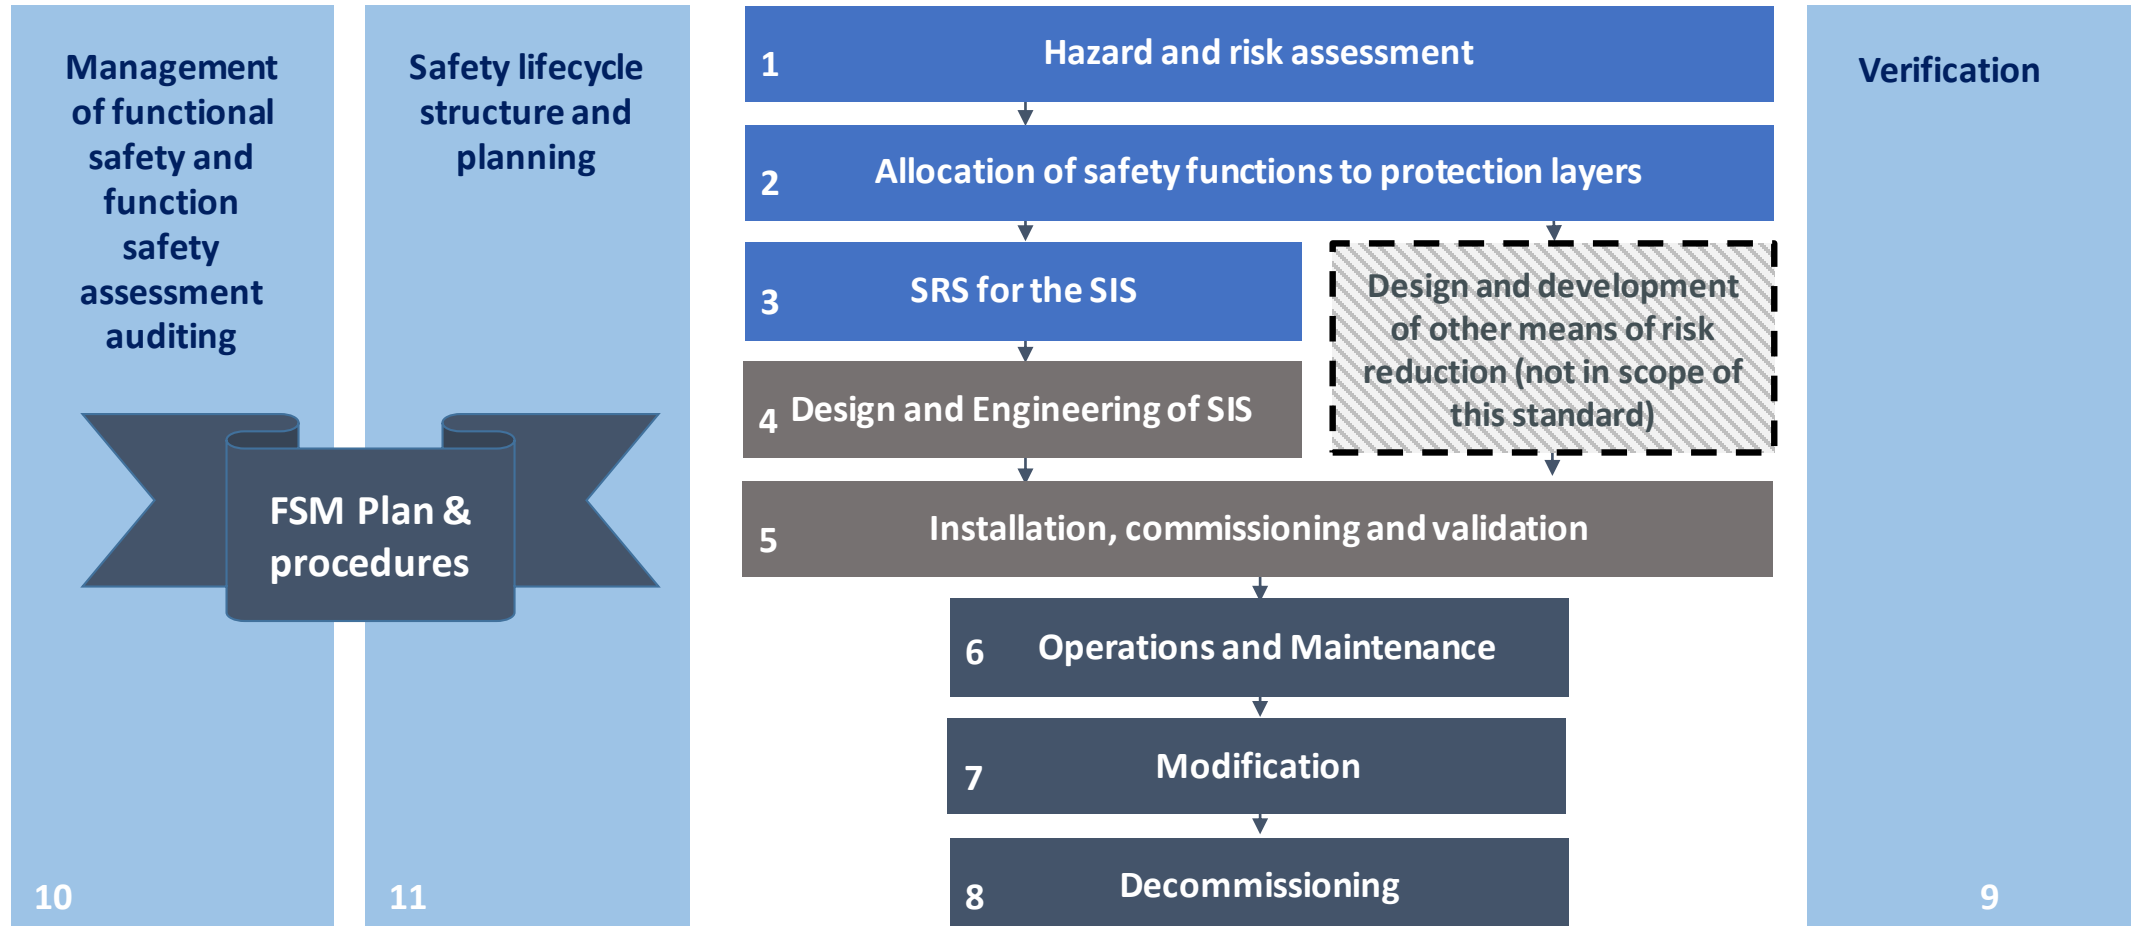 Management
of functional
safety and
function
safety
assessment
auditing
10
Safety lifecycle
structure and
planning
11
FSM Plan &
procedures
1
Hazard and risk assessment
2
Allocation of safety functions to protection layers
3
SRS for the SIS
Design and development
of other means of risk
reduction (not in scope of
this standard)
4
Design and Engineering of SIS
5
Installation, commissioning and validation
6
Operations and Maintenance
7
Modification
8
Decommissioning
Verification
9